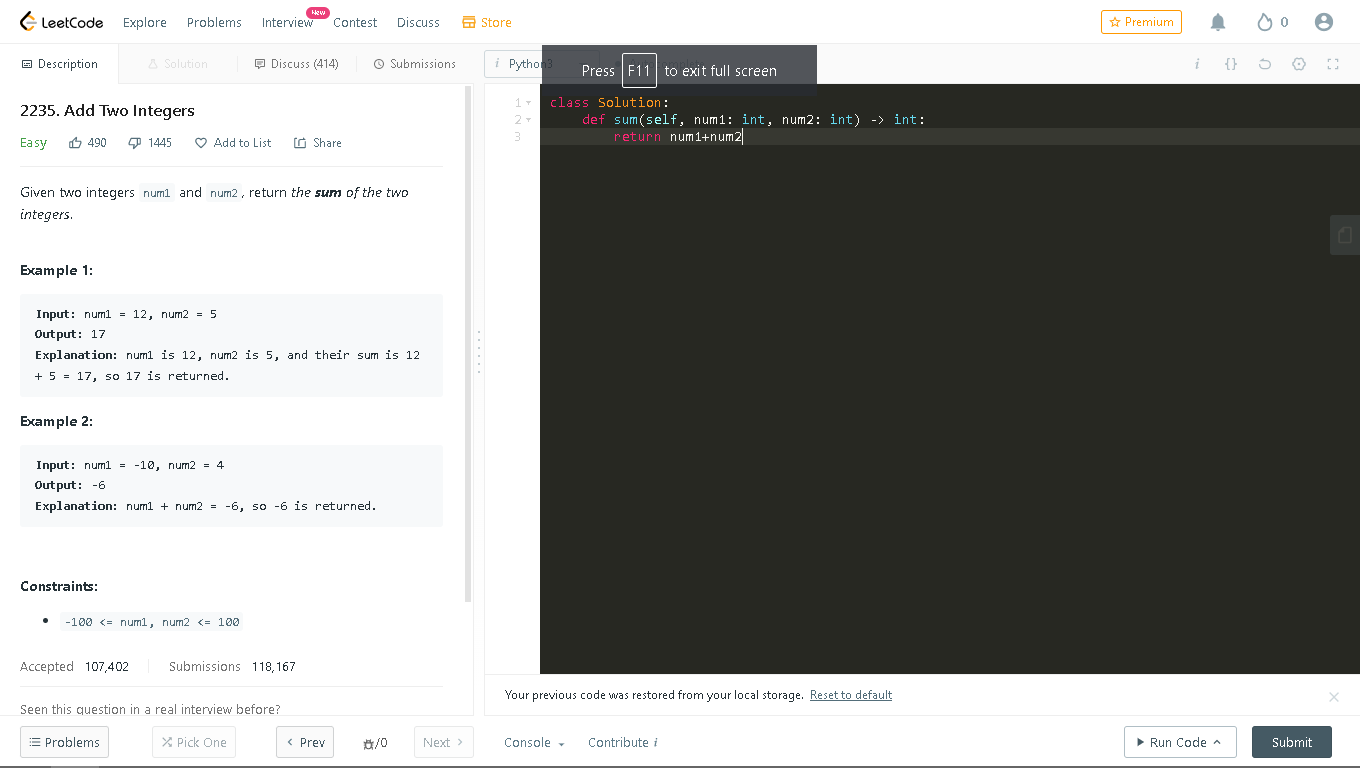 LeetCode Explore Problems Interview New Contest Discuss Store Premium 0
Description Solution Discuss (414) Submissions i Python3 i {}
Press F11 to exit full screen
2235. Add Two Integers
Easy 490 1445 Add to List Share
Given two integers num1 and num2, return the sum of the two
integers.
Example 1:
Input: num1 = 12, num2 = 5
Output: 17
Explanation: num1 is 12, num2 is 5, and their sum is 12
+ 5 = 17, so 17 is returned.
Example 2:
Input: num1 = -10, num2 = 4
Output: -6
Explanation: num1 + num2 = -6, so -6 is returned.
Constraints:
-100 <= num1, num2 <= 100
Accepted 107,402 Submissions 118,167
Seen this question in a real interview before?
1 class Solution:
2 def sum(self, num1: int, num2: int) -> int:
3 return num1+num2
Your previous code was restored from your local storage. Reset to default
Problems Pick One Prev /0 Next Console Contribute i Run Code Submit